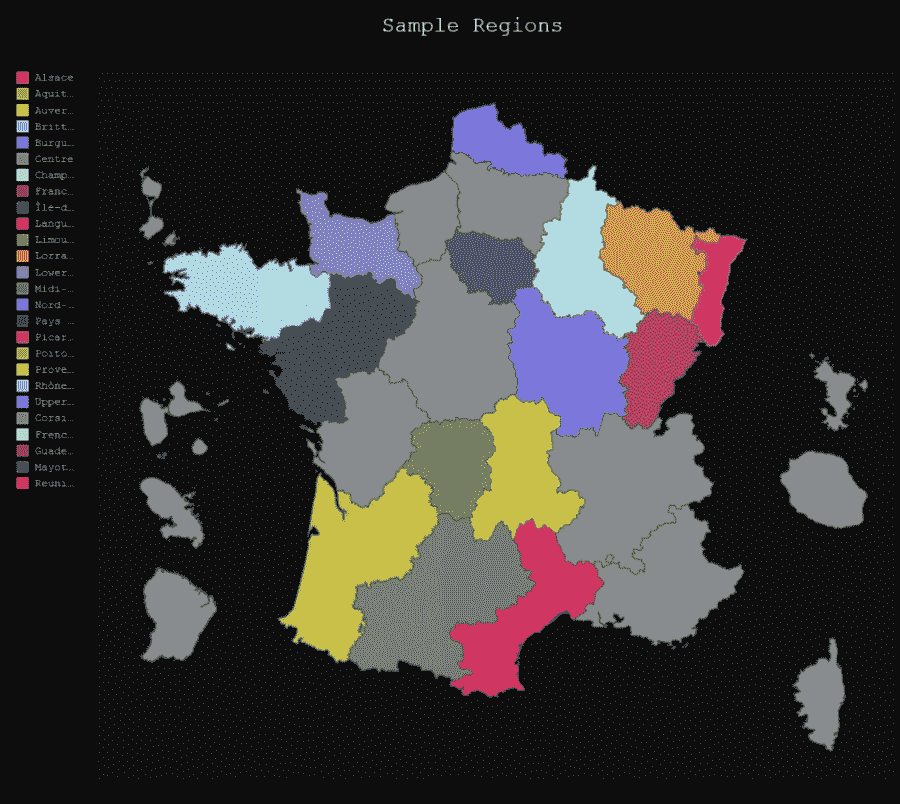 Sample Regions
Alsace
Aquit...
Auver...
Britt...
Burgu...
Centre
Champ...
Franc...
Île-d...
Langu...
Limou...
Lorra...
Lower...
Midi-...
Nord-...
Pays ...
Picar...
Poito...
Prove...
Rhône...
Upper...
Corsi...
Frenc...
Guade...
Mayot...
Reuni...